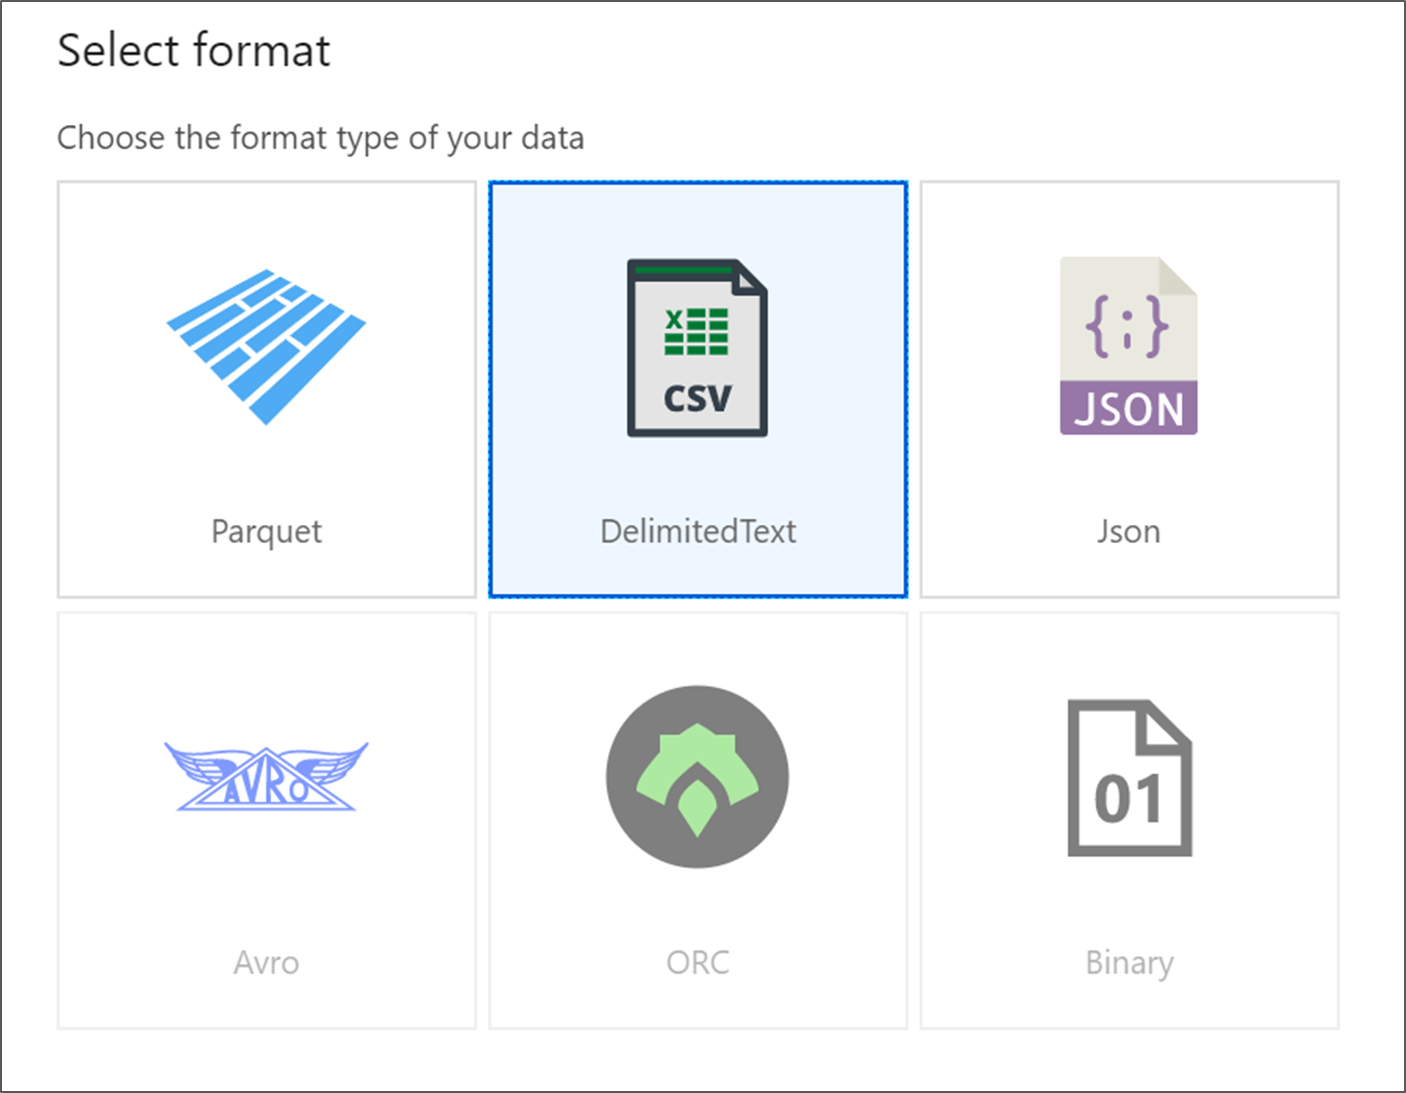 Select format
Choose the format type of your data
X
CSV
{;}
JSON
Parquet
DelimitedText
Json
AVRO
01
Avro
ORC
Binary